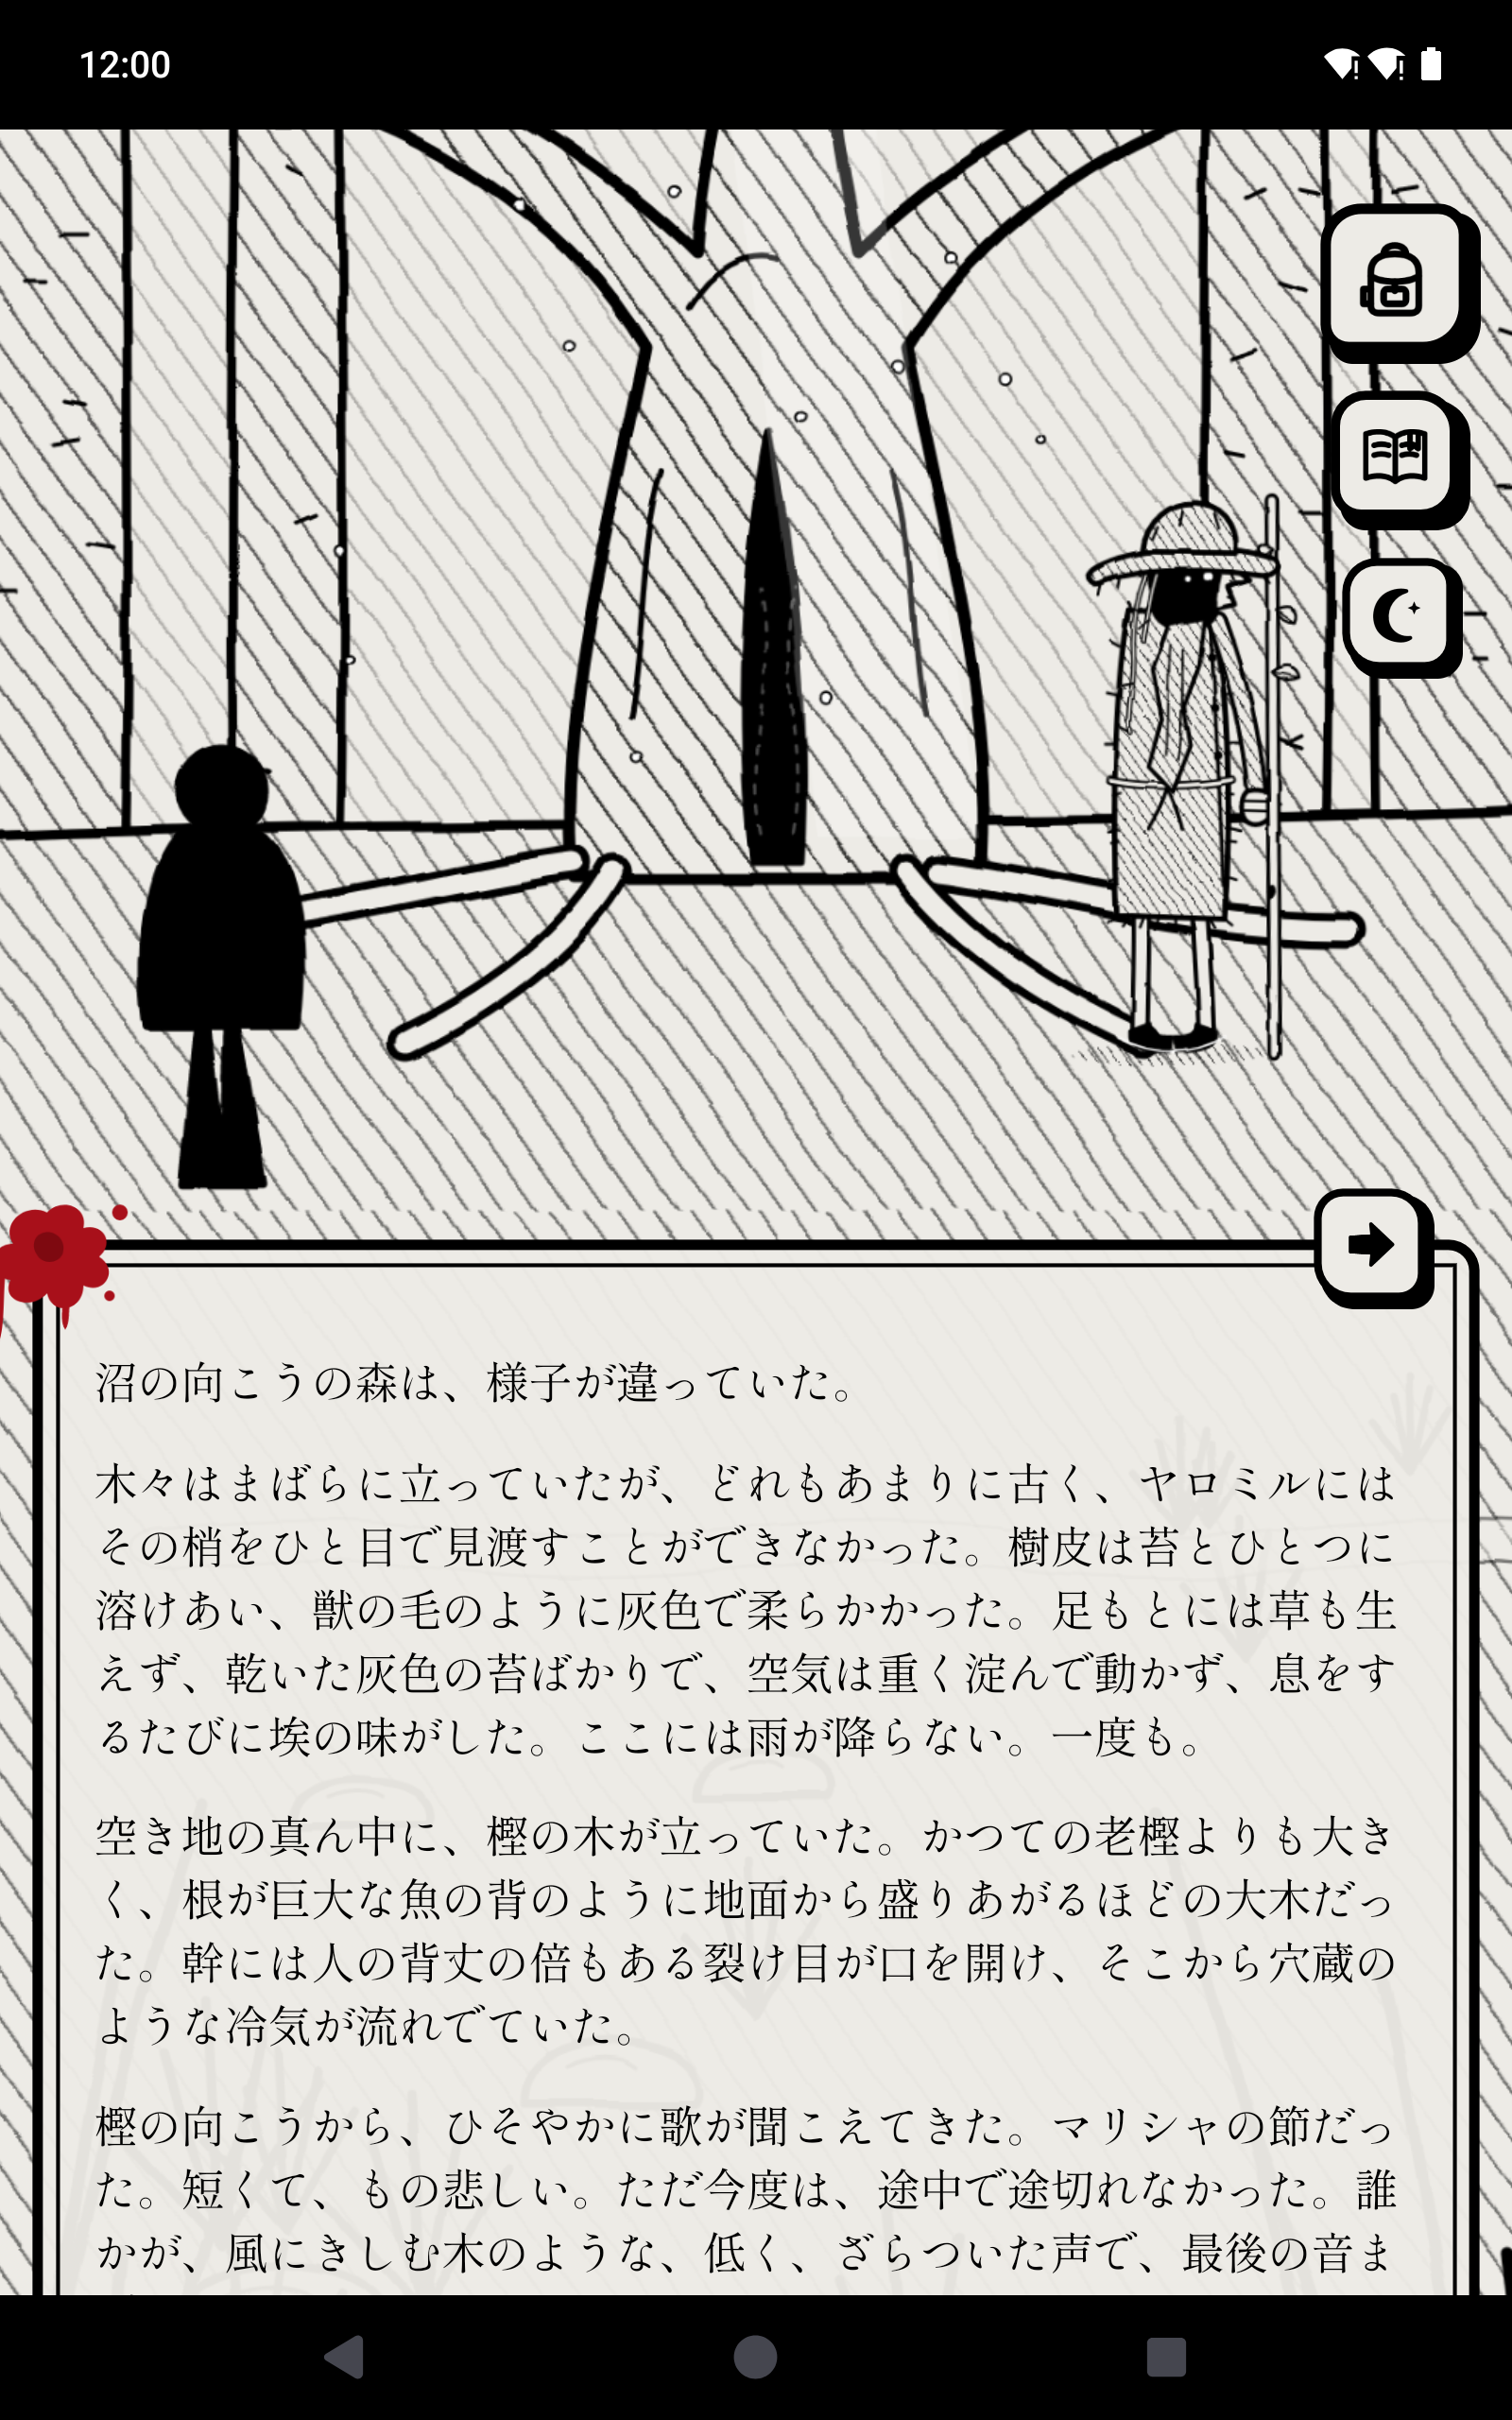 12:00
沼の向こうの森は、様子が違っていた。
木々はまばらに立っていたが、どれもあまりに古く、ヤロミルには
その梢をひと目で見渡すことができなかった。樹皮は苔とひとつに
溶けあい、獣の毛のように灰色で柔らかかった。足もとには草も生
えず、乾いた灰色の苔ばかりで、空気は重く淀んで動かず、息をす
るたびに埃の味がした。ここには雨が降らない。一度も。
空き地の真ん中に、樫の木が立っていた。かつての老樫よりも大き
く、根が巨大な魚の背のように地面から盛りあがるほどの大木だっ
た。幹には人の背丈の倍もある裂け目が口を開け、そこから穴蔵の
ような冷気が流れでていた。
樫の向こうから、ひそやかに歌が聞こえてきた。マリシャの節だっ
た。短くて、もの悲しい。ただ今度は、途中で途切れなかった。誰
かが、風にきしむ木のような、低く、ざらついた声で、最後の音ま